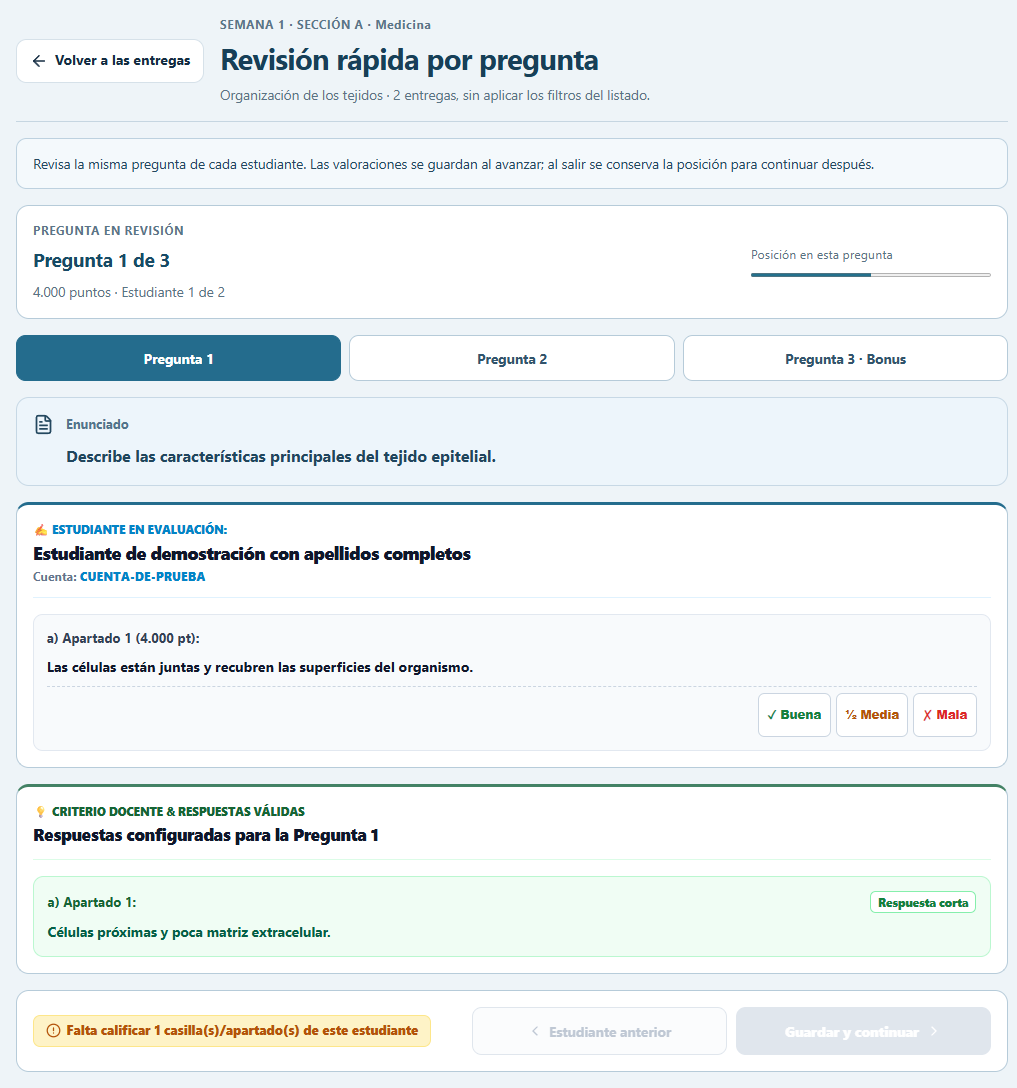 SEMANA 1 · SECCIÓN A · Medicina
Volver a las entregas
Revisión rápida por pregunta
Organización de los tejidos · 2 entregas, sin aplicar los filtros del listado.
Revisa la misma pregunta de cada estudiante. Las valoraciones se guardan al avanzar; al salir se conserva la posición para continuar después.
PREGUNTA EN REVISIÓN
Pregunta 1 de 3
4.000 puntos · Estudiante 1 de 2
Posición en esta pregunta
Pregunta 1
Pregunta 2
Pregunta 3 · Bonus
Enunciado
Describe las características principales del tejido epitelial.
ESTUDIANTE EN EVALUACIÓN:
Estudiante de demostración con apellidos completos
Cuenta: CUENTA-DE-PRUEBA
a) Apartado 1 (4.000 pt):
Las células están juntas y recubren las superficies del organismo.
✓ Buena
½ Media
✗ Mala
CRITERIO DOCENTE & RESPUESTAS VÁLIDAS
Respuestas configuradas para la Pregunta 1
a) Apartado 1:
Respuesta corta
Células próximas y poca matriz extracelular.
Falta calificar 1 casilla(s)/apartado(s) de este estudiante
Estudiante anterior
Guardar y continuar